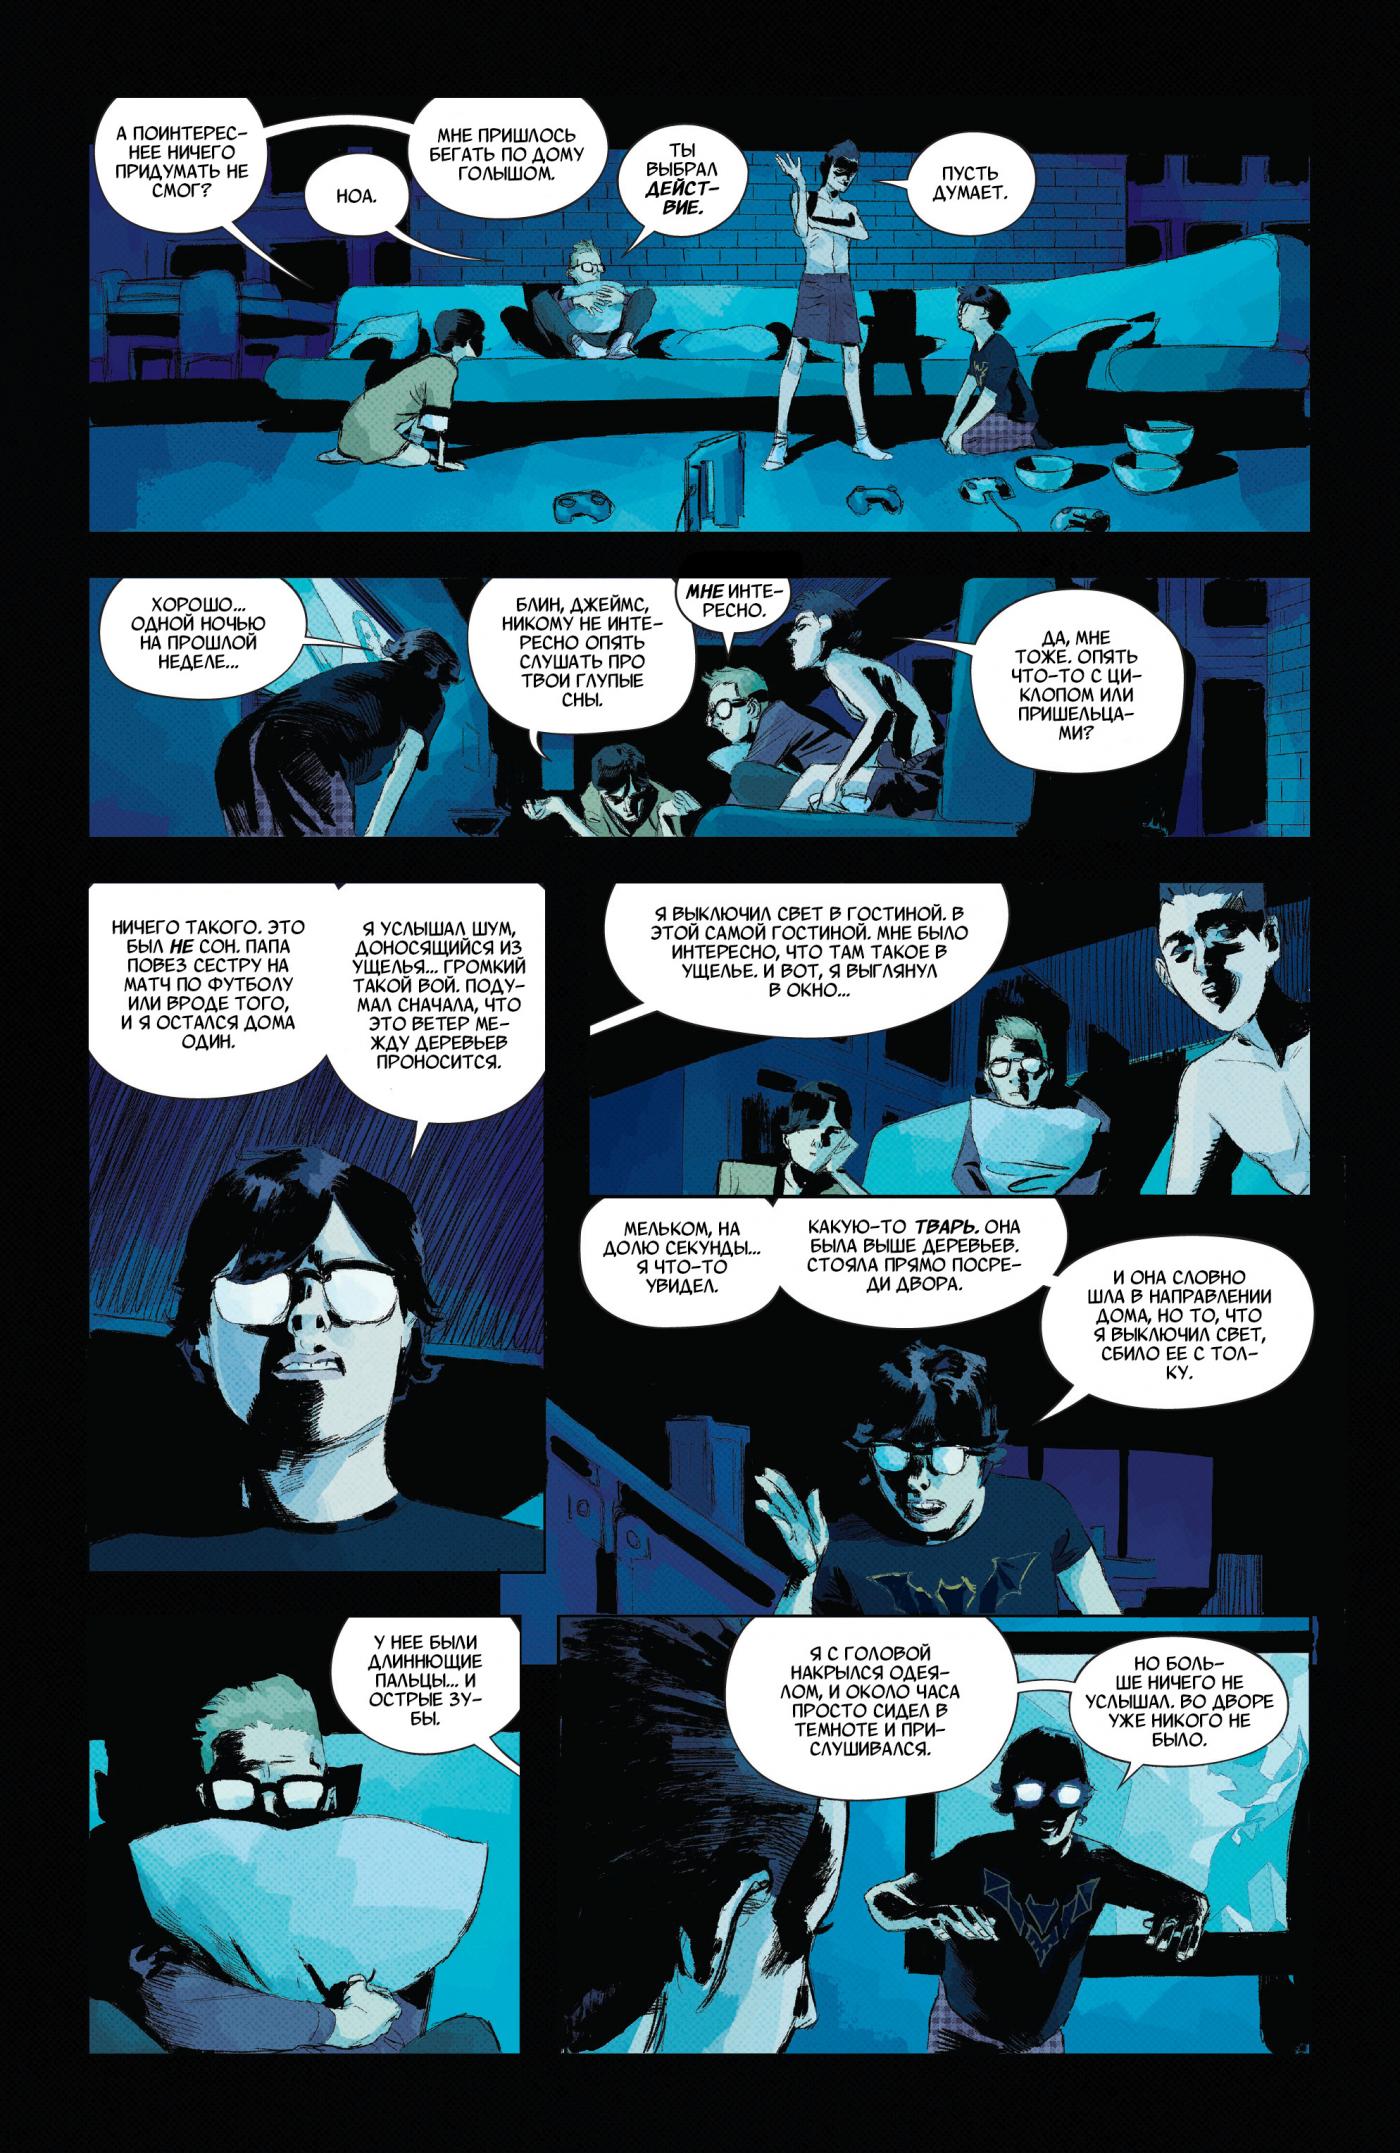 А ПОИНТЕРЕС-
НЕЕ НИЧЕГО
ПРИДУМАТЬ НЕ
СМОГ?
НОА.
МНЕ ПРИШЛОСЬ
БЕГАТЬ ПО ДОМУ
ГОЛЫШОМ.
ТЫ
ВЫБРАЛ
ДЕЙСТ-
ВИЕ.
ПУСТЬ
ДУМАЕТ.
ХОРОШО...
ОДНОЙ НОЧЬЮ
НА ПРОШЛОЙ
НЕДЕЛЕ...
БЛИН, ДЖЕЙМС,
НИКОМУ НЕ ИНТЕ-
РЕСНО ОПЯТЬ
СЛУШАТЬ ПРО
ТВОИ ГЛУПЫЕ
СНЫ.
МНЕ ИНТЕ-
РЕСНО.
ДА, МНЕ
ТОЖЕ. ОПЯТЬ
ЧТО-ТО С ЦИ-
КЛОПОМ ИЛИ
ПРИШЕЛЬЦА-
МИ?
НИЧЕГО ТАКОГО. ЭТО
БЫЛ НЕ СОН. ПАПА
ПОВЕЗ СЕСТРУ НА
МАТЧ ПО ФУТБОЛУ
ИЛИ ВРОДЕ ТОГО,
И Я ОСТАЛСЯ ДОМА
ОДИН.
Я УСЛЫШАЛ ШУМ,
ДОНОСЯЩИЙСЯ ИЗ
УЩЕЛЬЯ... ГРОМКИЙ
ТАКОЙ ВОЙ. ПОДУ-
МАЛ СНАЧАЛА, ЧТО
ЭТО ВЕТЕР МЕ-
ЖДУ ДЕРЕВЬЕВ
ПРОНОСИТСЯ.
Я ВЫКЛЮЧИЛ СВЕТ В ГОСТИНОЙ. В
ЭТОЙ САМОЙ ГОСТИНОЙ. МНЕ БЫЛО
ИНТЕРЕСНО, ЧТО ТАМ ТАКОЕ В
УЩЕЛЬЕ. И ВОТ, Я ВЫГЛЯНУЛ
В ОКНО...
МЕЛЬКОМ, НА
ДОЛЮ СЕКУНДЫ...
Я ЧТО-ТО
УВИДЕЛ.
КАКУЮ-ТО ТВАРЬ. ОНА
БЫЛА ВЫШЕ ДЕРЕВЬЕВ.
СТОЯЛА ПРЯМО ПОСРЕ-
ДИ ДВОРА.
И ОНА СЛОВНО
ШЛА В НАПРАВЛЕНИИ
ДОМА, НО ТО, ЧТО
Я ВЫКЛЮЧИЛ СВЕТ,
СБИЛО ЕЕ С ТОЛ-
КУ.
У НЕЕ БЫЛИ
ДЛИННЮЩИЕ
ПАЛЬЦЫ... И
ОСТРЫЕ ЗУ-
БЫ.
Я С ГОЛОВОЙ
НАКРЫЛСЯ ОДЕЯ-
ЛОМ, И ОКОЛО ЧАСА
ПРОСТО СИДЕЛ В
ТЕМНОТЕ И ПРИ-
СЛУШИВАЛСЯ.
НО БОЛЬ-
ШЕ НИЧЕГО НЕ
УСЛЫШАЛ. ВО ДВОРЕ
УЖЕ НИКОГО НЕ
БЫЛО.